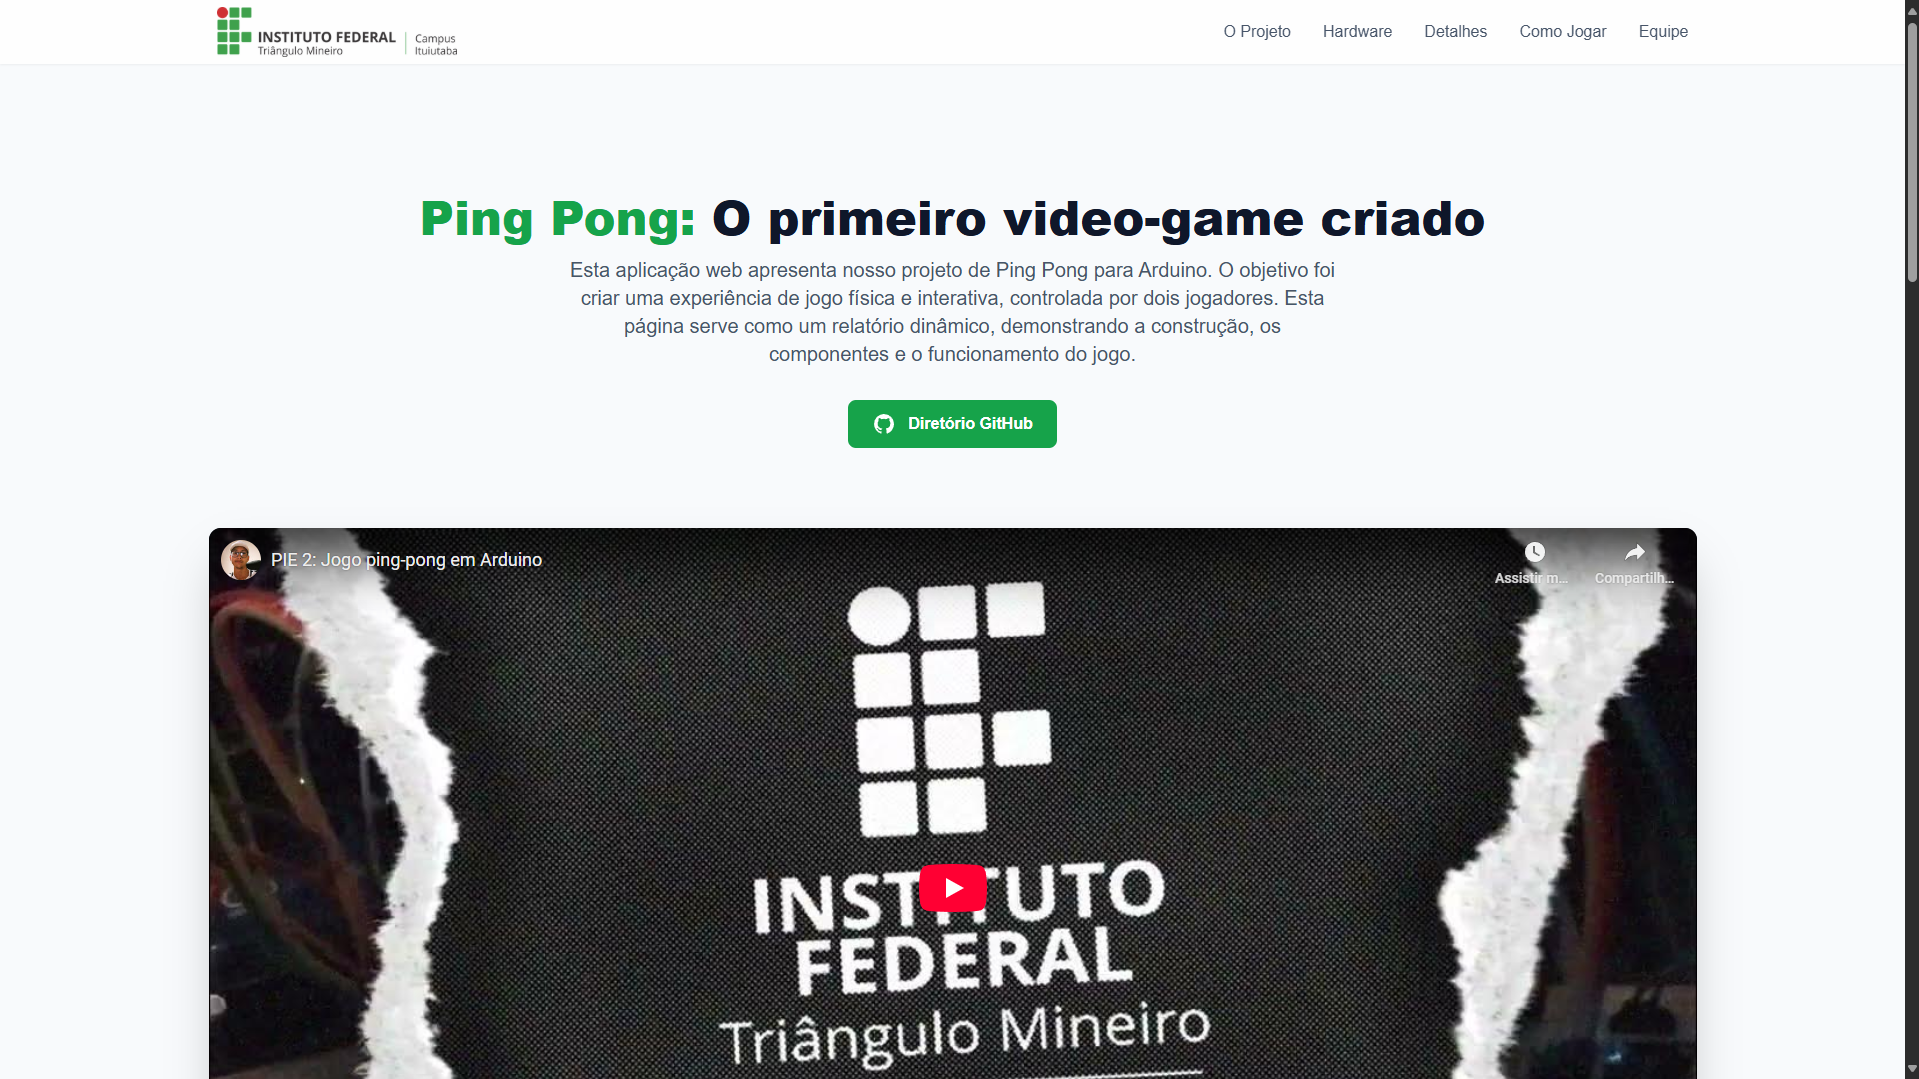 INSTITUTO FEDERAL
Triângulo Mineiro
Campus
Ituiutaba
O Projeto
Hardware
Detalhes
Como Jogar
Equipe
Ping Pong: O primeiro video-game criado
Esta aplicação web apresenta nosso projeto de Ping Pong para Arduino. O objetivo foi
criar uma experiência de jogo física e interativa, controlada por dois jogadores. Esta
página serve como um relatório dinâmico, demonstrando a construção, os
componentes e o funcionamento do jogo.
Diretório GitHub
PIE 2: Jogo ping-pong em Arduino
Assistir m...
Compartilh...
INSTITUTO
FEDERAL
Triângulo Mineiro